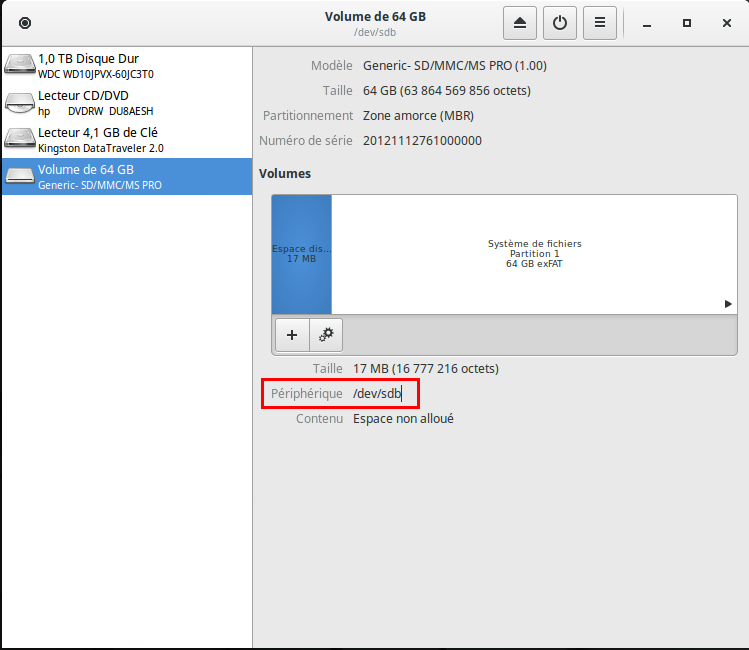 Volume de 64 GB
/dev/sdb
1,0 TB Disque Dur
WDC WD10JPVX-60JC3T0
Lecteur CD/DVD
hp DVDRW DU8AESH
Lecteur 4,1 GB de Clé
Kingston DataTraveler 2.0
Volume de 64 GB
Generic- SD/MMC/MS PRO
Modèle Generic- SD/MMC/MS PRO (1.00)
Taille 64 GB (63 864 569 856 octets)
Partitionnement Zone amorce (MBR)
Numéro de série 20121112761000000
Volumes
Espace dis...
17 MB
Système de fichiers
Partition 1
64 GB exFAT
Taille 17 MB (16 777 216 octets)
Périphérique /dev/sdb
Contenu Espace non alloué